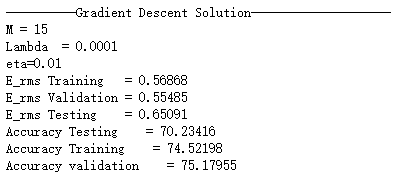 ──────────Gradient Descent Solution────────────────────
M = 15
Lambda  = 0.0001
eta=0.01
E_rms Training   = 0.56868
E_rms Validation = 0.55485
E_rms Testing    = 0.65091
Accuracy Testing    = 70.23416
Accuracy Training    = 74.52198
Accuracy validation    = 75.17955